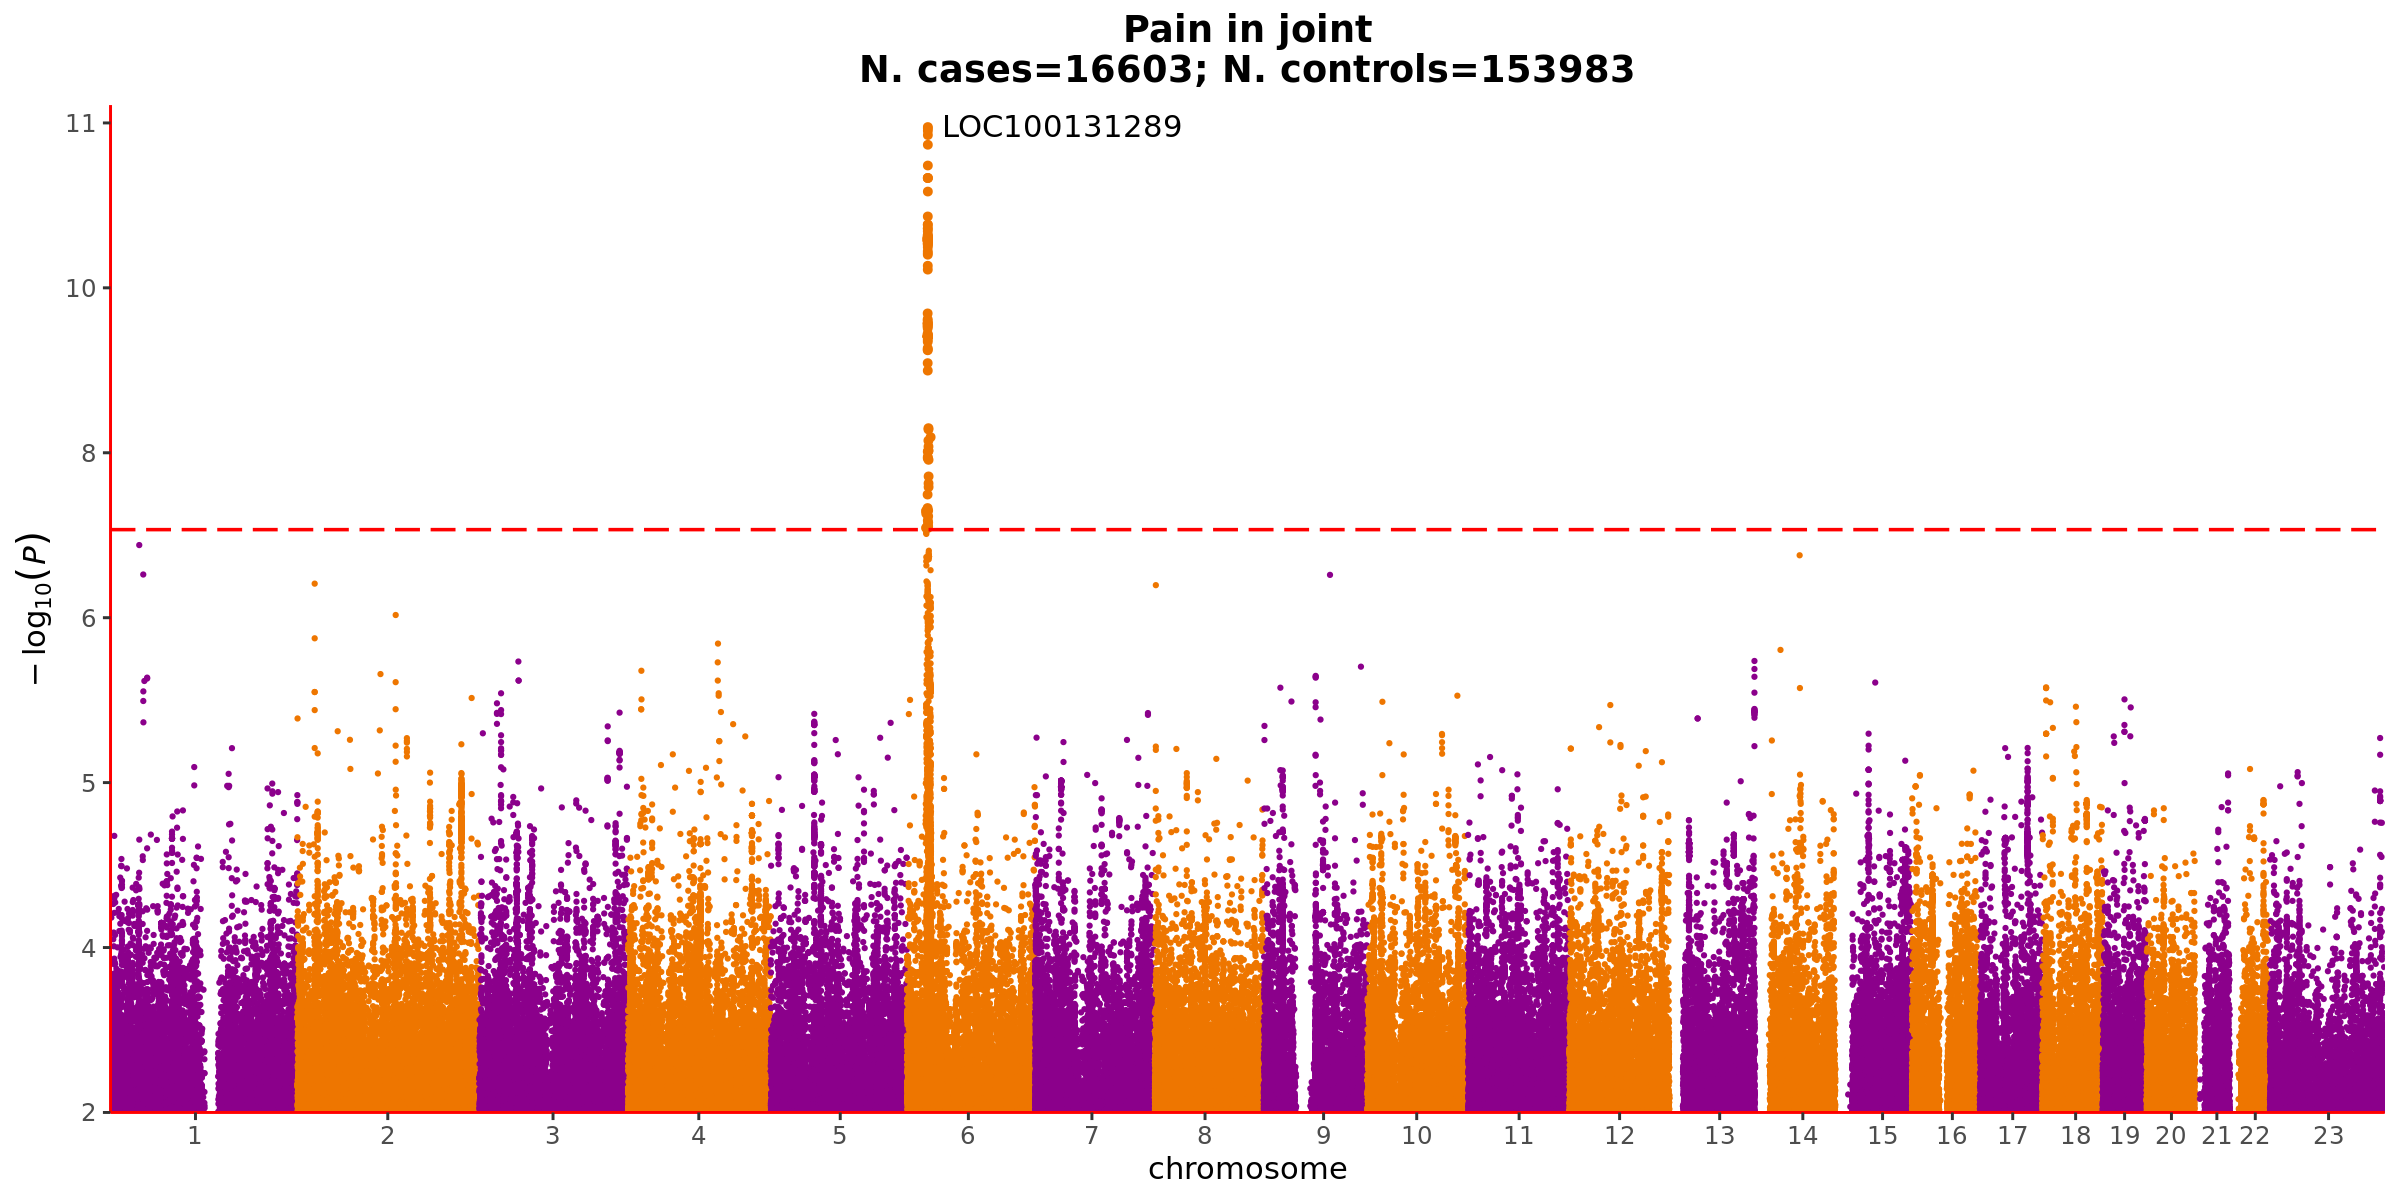 Pain in joint
N. cases=16603; N. controls=153983
LOC100131289
11
10
8
6
5
4
2
−log10(P)
1 2 3 4 5 6 7 8 9 10 11 12 13 14 15 16 17 18 19 20 21 22 23
chromosome